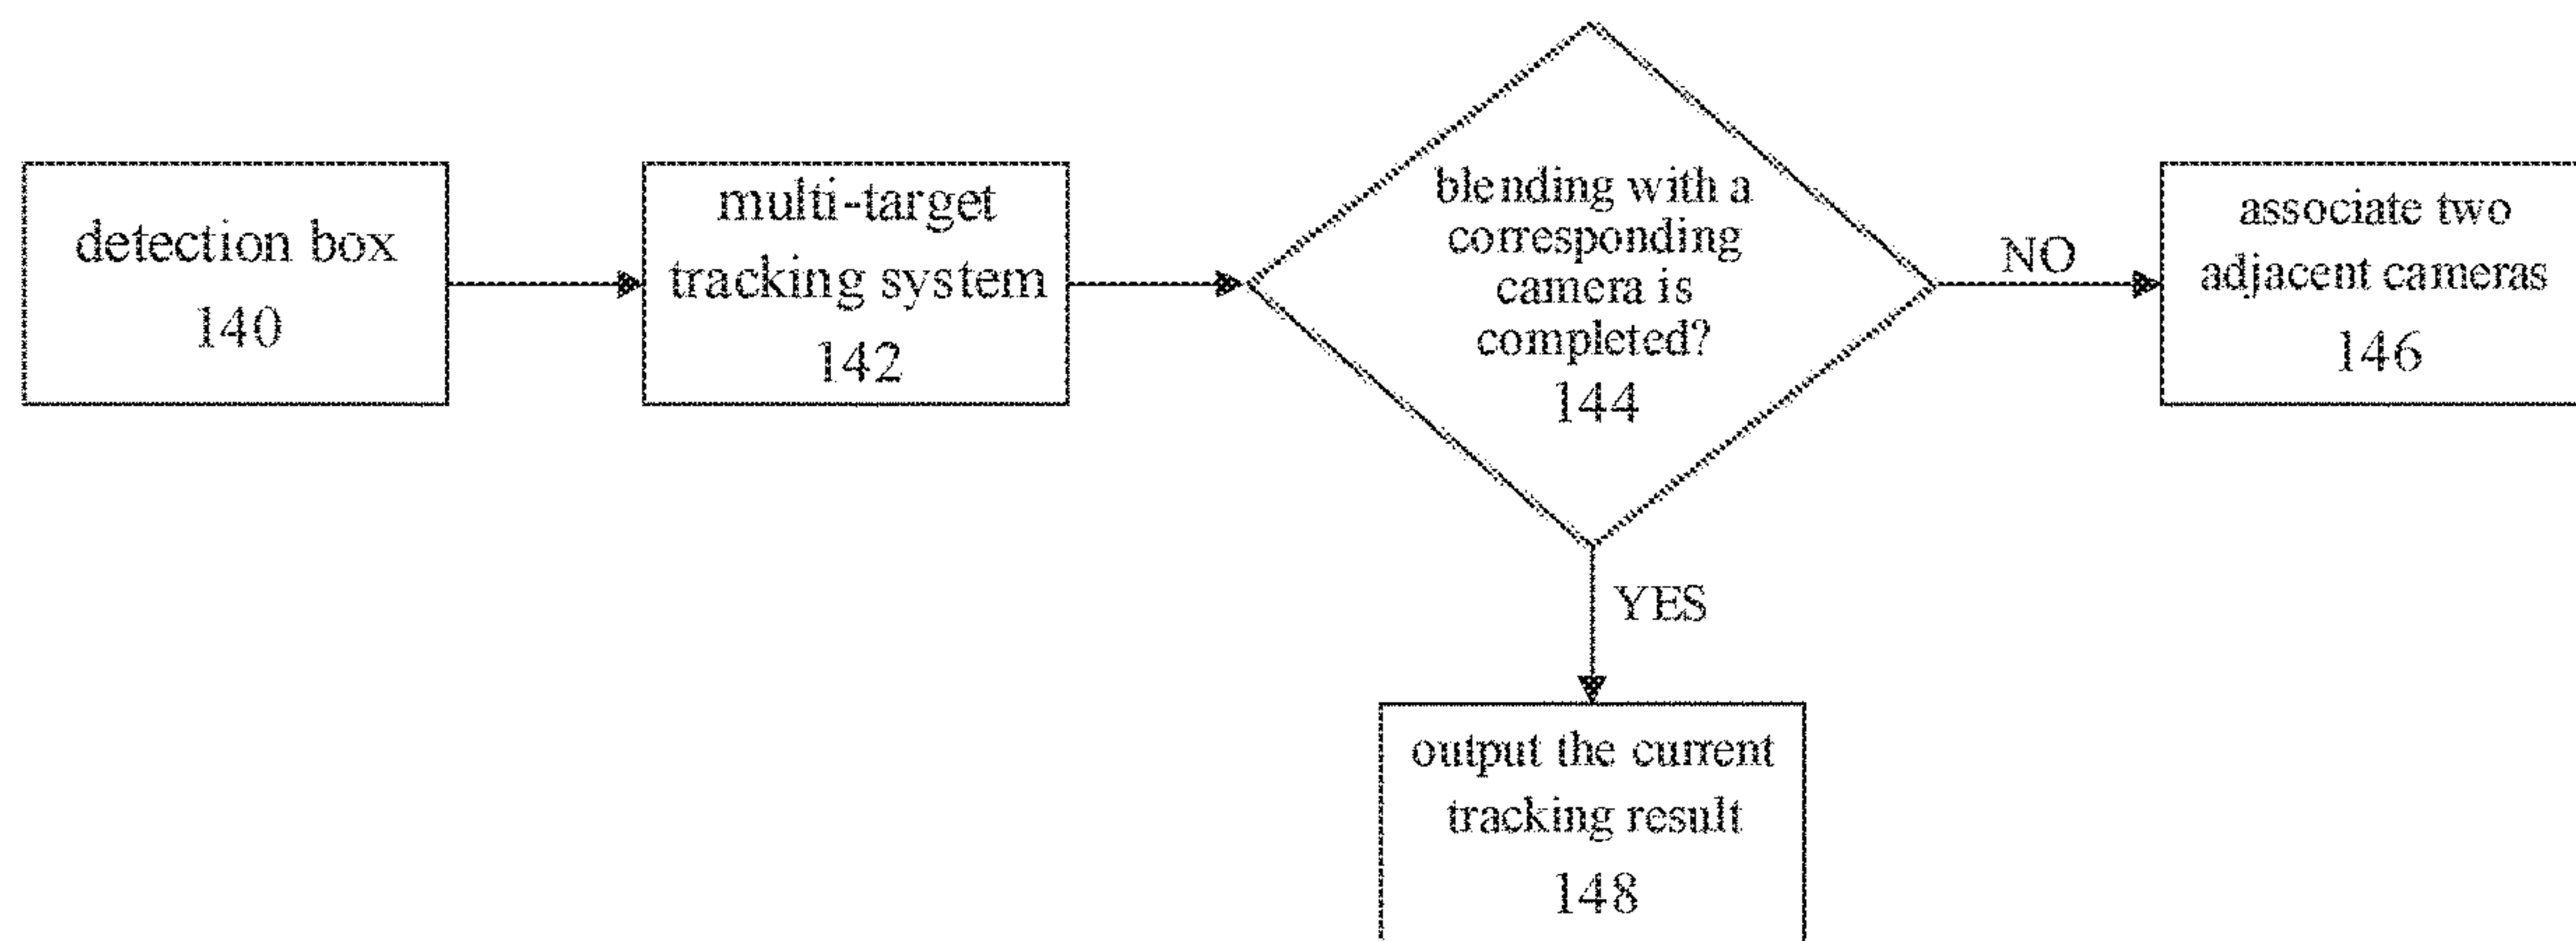 detection box
140
multi-target
tracking system
142
blending with a
corresponding
camera is
completed?
144
NO
associate two
adjacent cameras
146
YES
output the current
tracking result
148